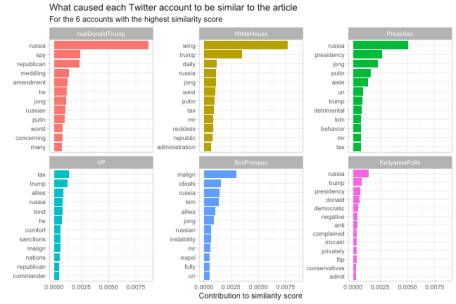 What caused each Twitter account to be similar to the article
For the 6 accounts with the highest similarity score
realDonaldTrump
WhiteHouse
PressSec
russia
spy
republican
meddling
amendment
he
jong
russian
putin
worst
concerning
many
wing
trump
daily
russia
jong
west
putin
tax
mr
reckless
republic
administration
russia
presidency
jong
putin
aisle
un
trump
detrimental
kim
behavior
mr
tax
VP
SecPompeo
KellyannePolls
tax
trump
allies
russia
bind
he
comfort
sanctions
malign
nations
republican
commander
malign
ideals
russia
kim
allies
jong
russian
instability
mr
expel
fully
un
russia
trump
presidency
donald
democratic
negative
anti
complained
mccain
privately
flip
conservatives
admit
0.0000 0.0025 0.0050 0.0075
0.0000 0.0025 0.0050 0.0075
0.0000 0.0025 0.0050 0.0075
Contribution to similarity score